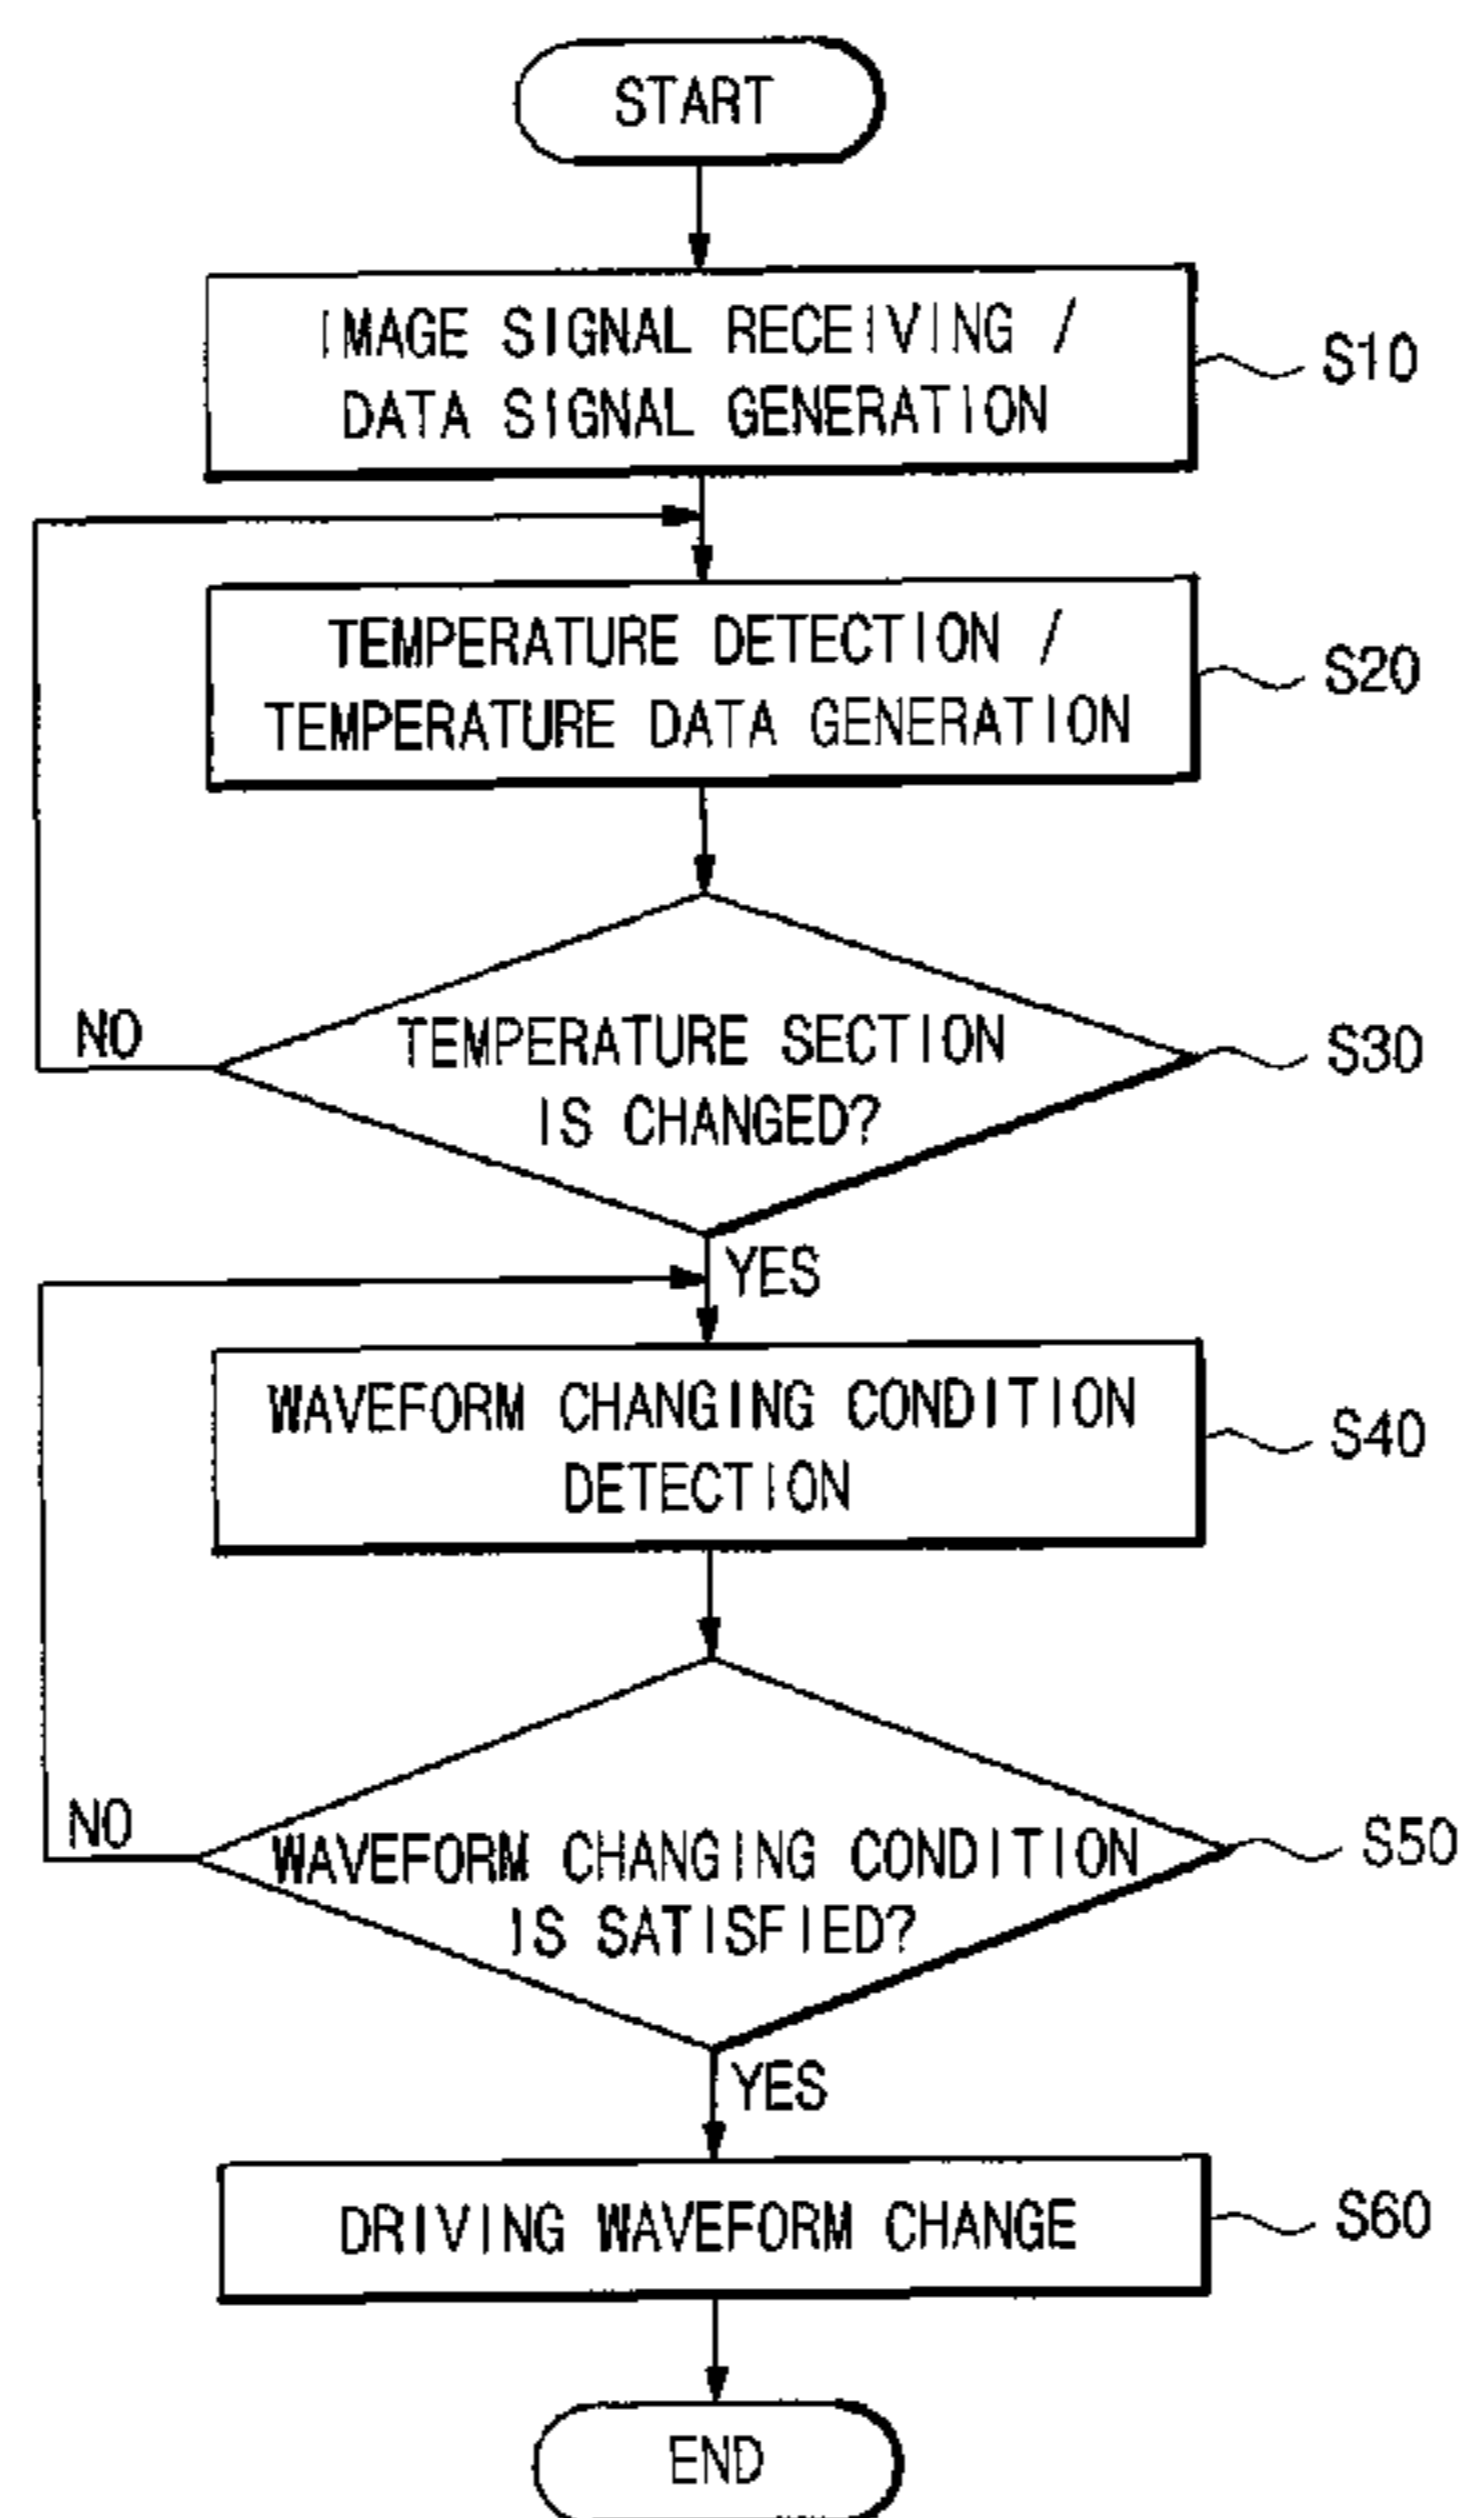 START
IMAGE SIGNAL RECEIVING /
DATA SIGNAL GENERATION
S10
TEMPERATURE DETECTION /
TEMPERATURE DATA GENERATION
S20
NO
TEMPERATURE SECTION
IS CHANGED?
S30
YES
WAVEFORM CHANGING CONDITION
DETECTION
S40
NO
WAVEFORM CHANGING CONDITION
IS SATISFIED?
S50
YES
DRIVING WAVEFORM CHANGE
S60
END